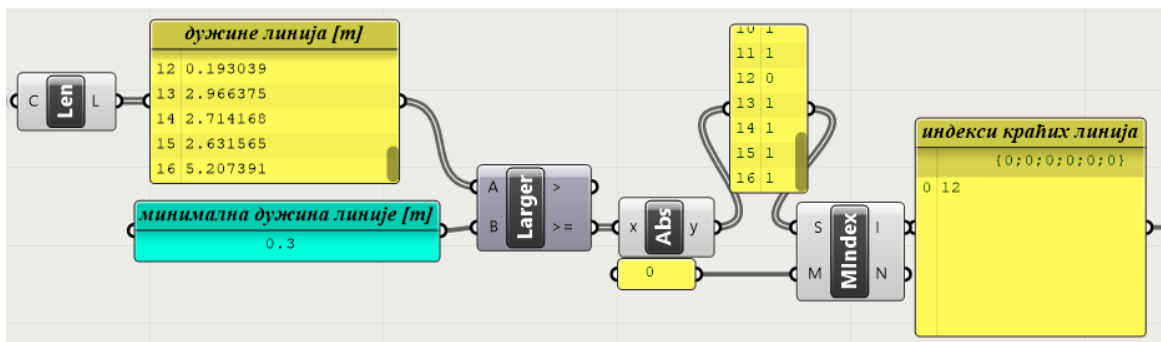 C Len L
дужине линија [m]
12 0.193039
13 2.966375
14 2.714168
15 2.631565
16 5.207391
минимална дужина линије [m]
0.3
A
B
Larger
>
>=
x Abs y
0
10 1
11 1
12 0
13 1
14 1
15 1
16 1
S
M
MIndex
I
N
индекси краћих линија
{0;0;0;0;0;0}
0 12